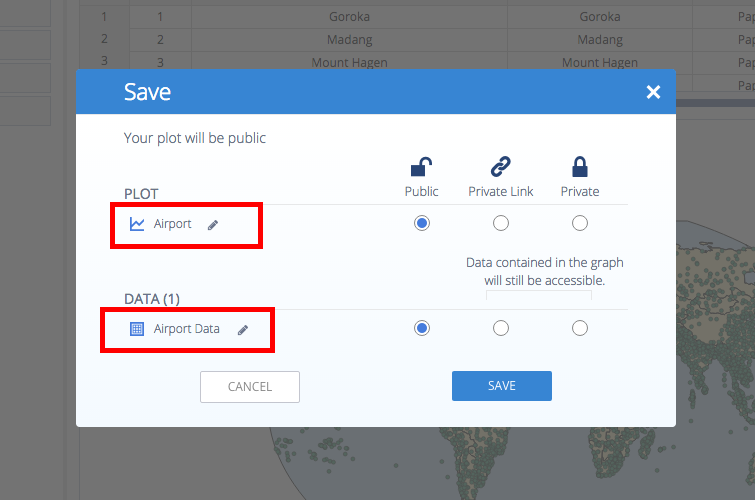 Goroka Goroka
1 1 Pap
2 2 Madang Madang Pap
3 3 Mount Hagen Mount Hagen Pap
Pap
Save
Your plot will be public
Public Private Link Private
PLOT
Airport
Data contained in the graph
will still be accessible.
DATA (1)
Airport Data
CANCEL SAVE